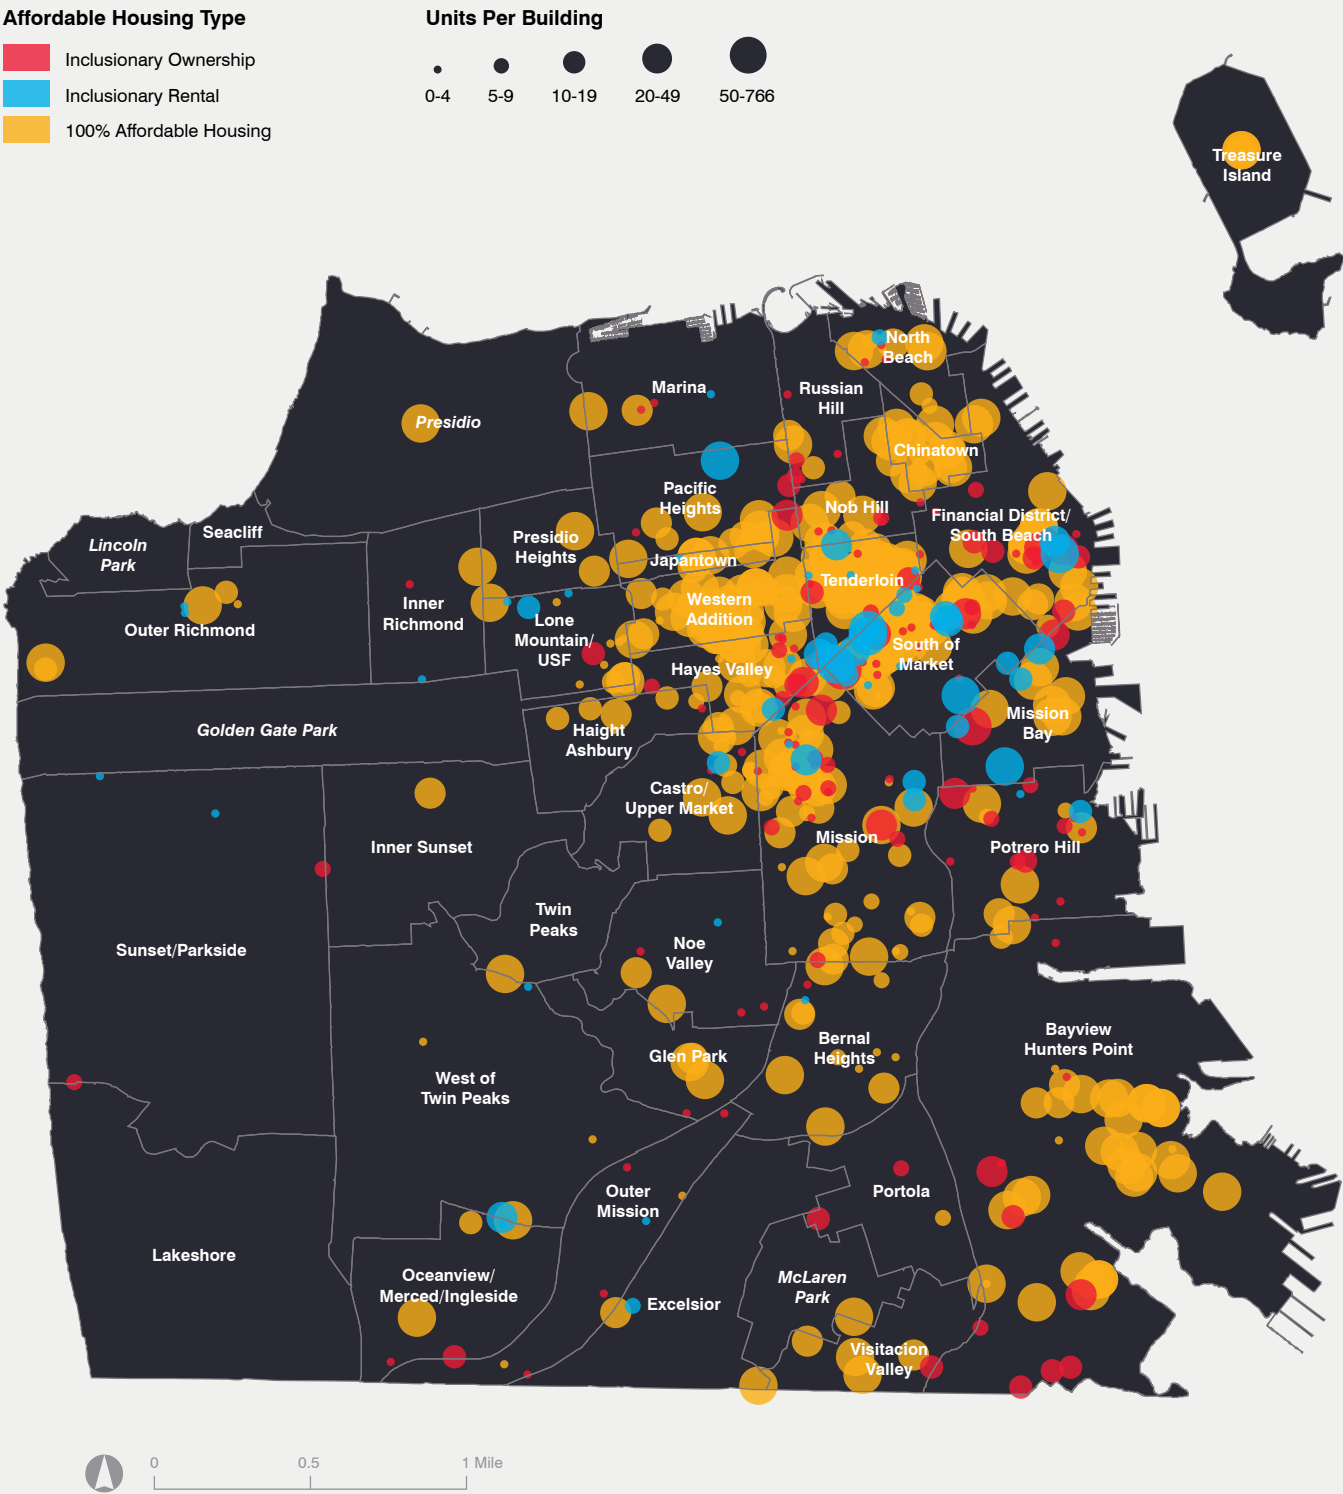 Affordable Housing Type
Inclusionary Ownership
Inclusionary Rental
100% Affordable Housing
Units Per Building
0-4
5-9
10-19
20-49
50-766
Treasure
Island
North
Beach
Marina
Russian
Hill
Presidio
Chinatown
Pacific
Heights
Nob Hill
Financial District/
South Beach
Seacliff
Lincoln
Park
Presidio
Heights
Japantown
Tenderloin
Inner
Richmond
Western
Addition
Outer Richmond
Lone
Mountain/
USF
South of
Market
Hayes Valley
Golden Gate Park
Haight
Ashbury
Mission
Bay
Castro/
Upper Market
Inner Sunset
Mission
Potrero Hill
Twin
Peaks
Sunset/Parkside
Noe
Valley
Bayview
Hunters Point
Bernal
Heights
Glen Park
West of
Twin Peaks
Outer
Mission
Portola
Lakeshore
Oceanview/
Merced/Ingleside
McLaren
Park
Excelsior
Visitacion
Valley
0
0.5
1 Mile